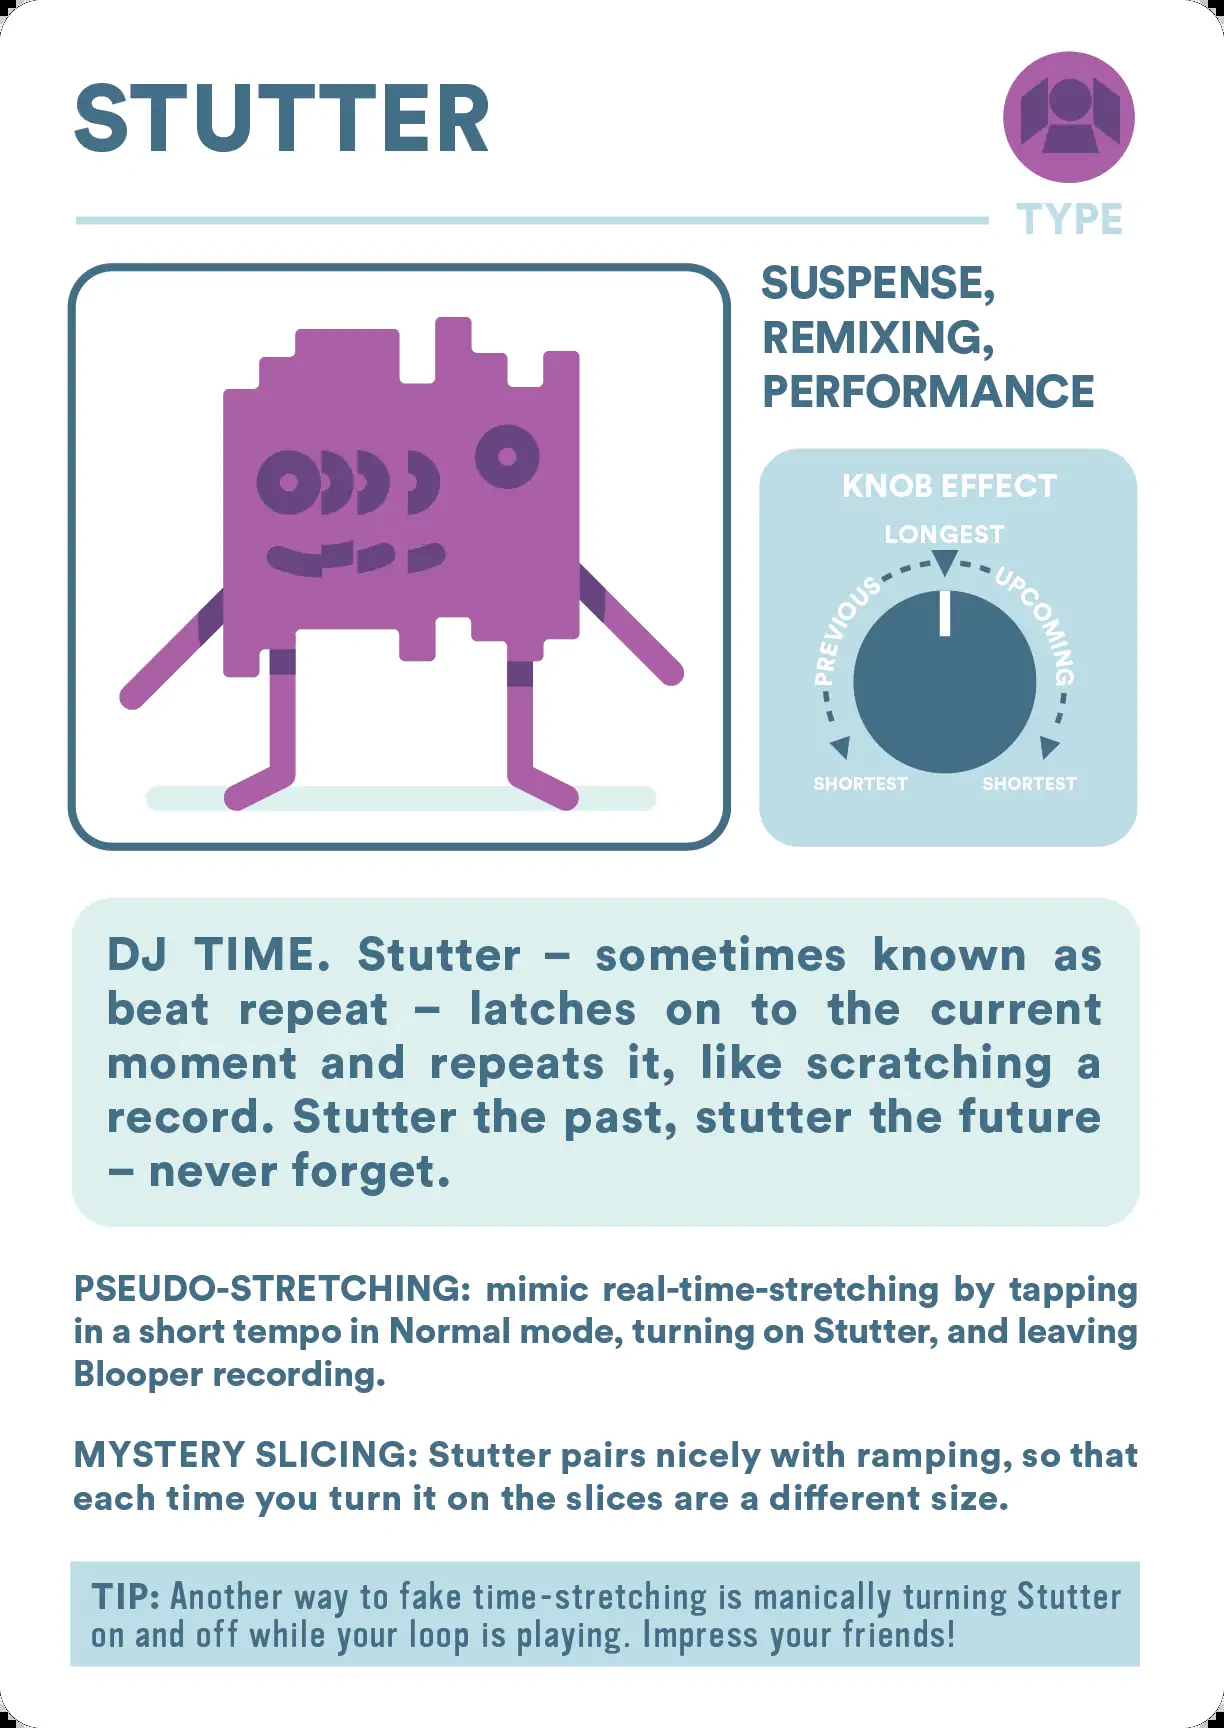 STUTTER
TYPE
SUSPENSE,
REMIXING,
PERFORMANCE
KNOB EFFECT
LONGEST
PREVIOUS
UPCOMING
SHORTEST
SHORTEST
DJ TIME. Stutter – sometimes known as
beat repeat – latches on to the current
moment and repeats it, like scratching a
record. Stutter the past, stutter the future
– never forget.
PSEUDO-STRETCHING: mimic real-time-stretching by tapping
in a short tempo in Normal mode, turning on Stutter, and leaving
Blooper recording.
MYSTERY SLICING: Stutter pairs nicely with ramping, so that
each time you turn it on the slices are a different size.
TIP: Another way to fake time-stretching is manically turning Stutter
on and off while your loop is playing. Impress your friends!